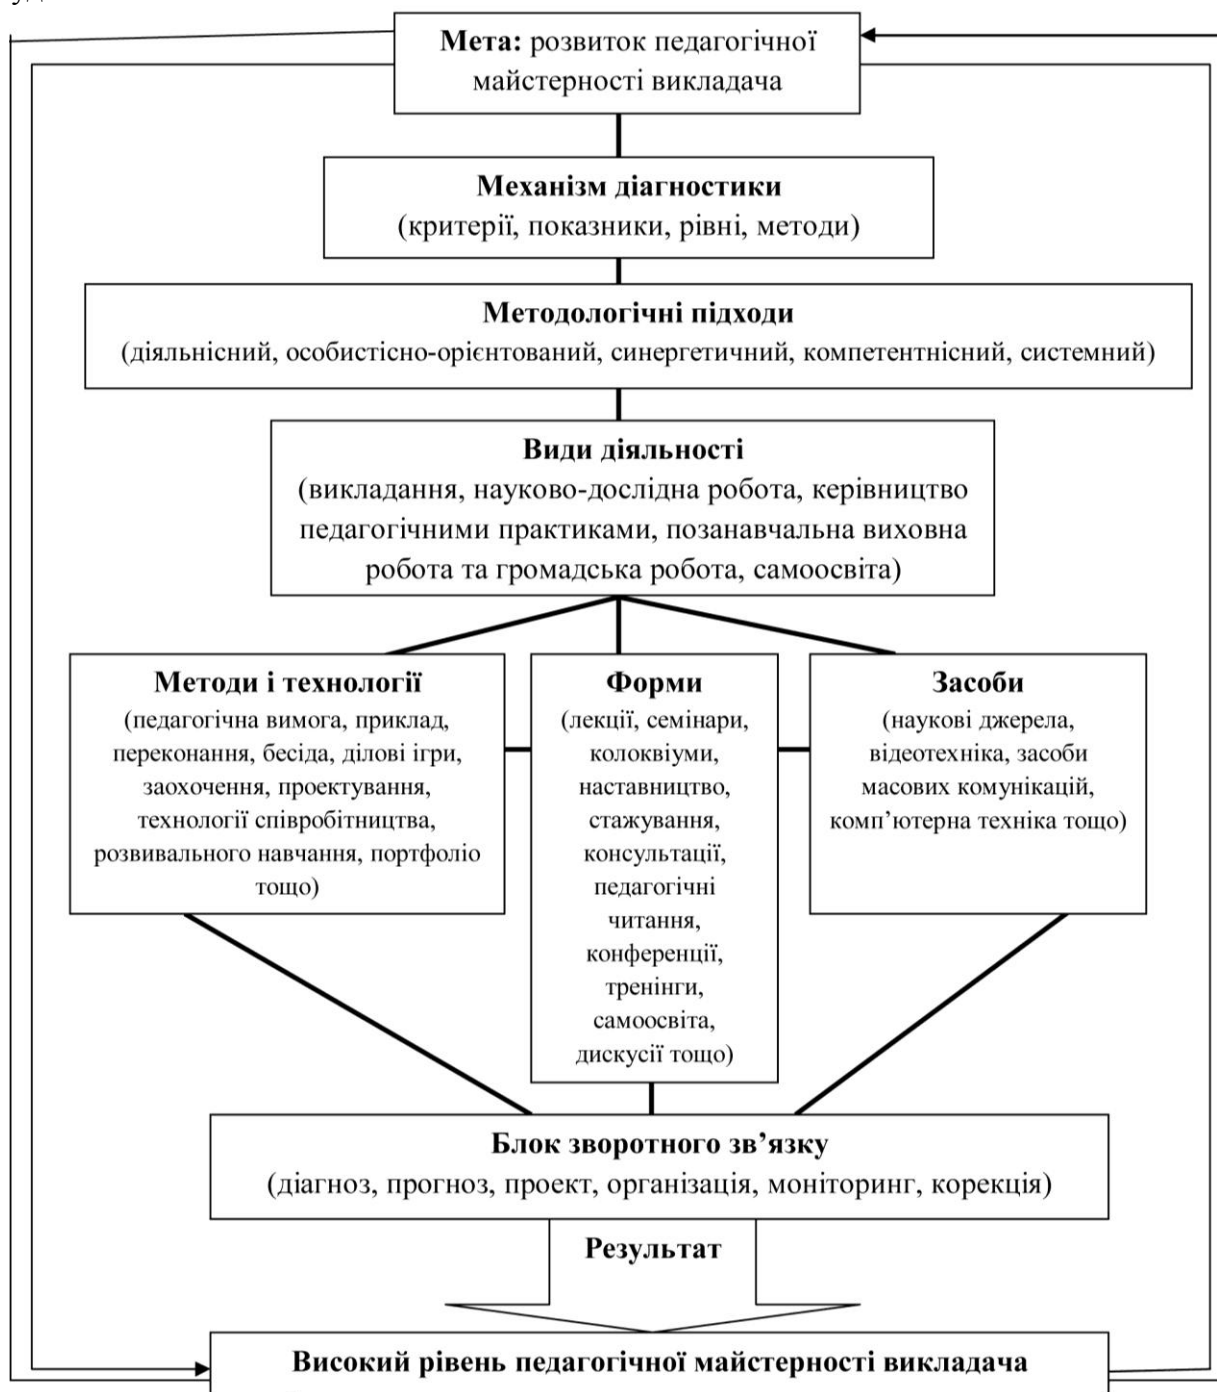 Мета: розвиток педагогічної
майстерності викладача
Механізм діагностики
(критерії, показники, рівні, методи)
Методологічні підходи
(діяльнісний, особистісно-орієнтований, синергетичний, компетентнісний, системний)
Види діяльності
(викладання, науково-дослідна робота, керівництво
педагогічними практиками, позанавчальна виховна
робота та громадська робота, самоосвіта)
Методи і технології
(педагогічна вимога, приклад,
переконання, бесіда, ділові ігри,
заохочення, проектування,
технології співробітництва,
розвивального навчання, портфоліо
тощо)
Форми
(лекції, семінари,
колоквіуми,
наставництво,
стажування,
консультації,
педагогічні
читання,
конференції,
тренінги,
самоосвіта,
дискусії тощо)
Засоби
(наукові джерела,
відеотехніка, засоби
масових комунікацій,
комп’ютерна техніка тощо)
Блок зворотного зв’язку
(діагноз, прогноз, проект, організація, моніторинг, корекція)
Результат
Високий рівень педагогічної майстерності викладача